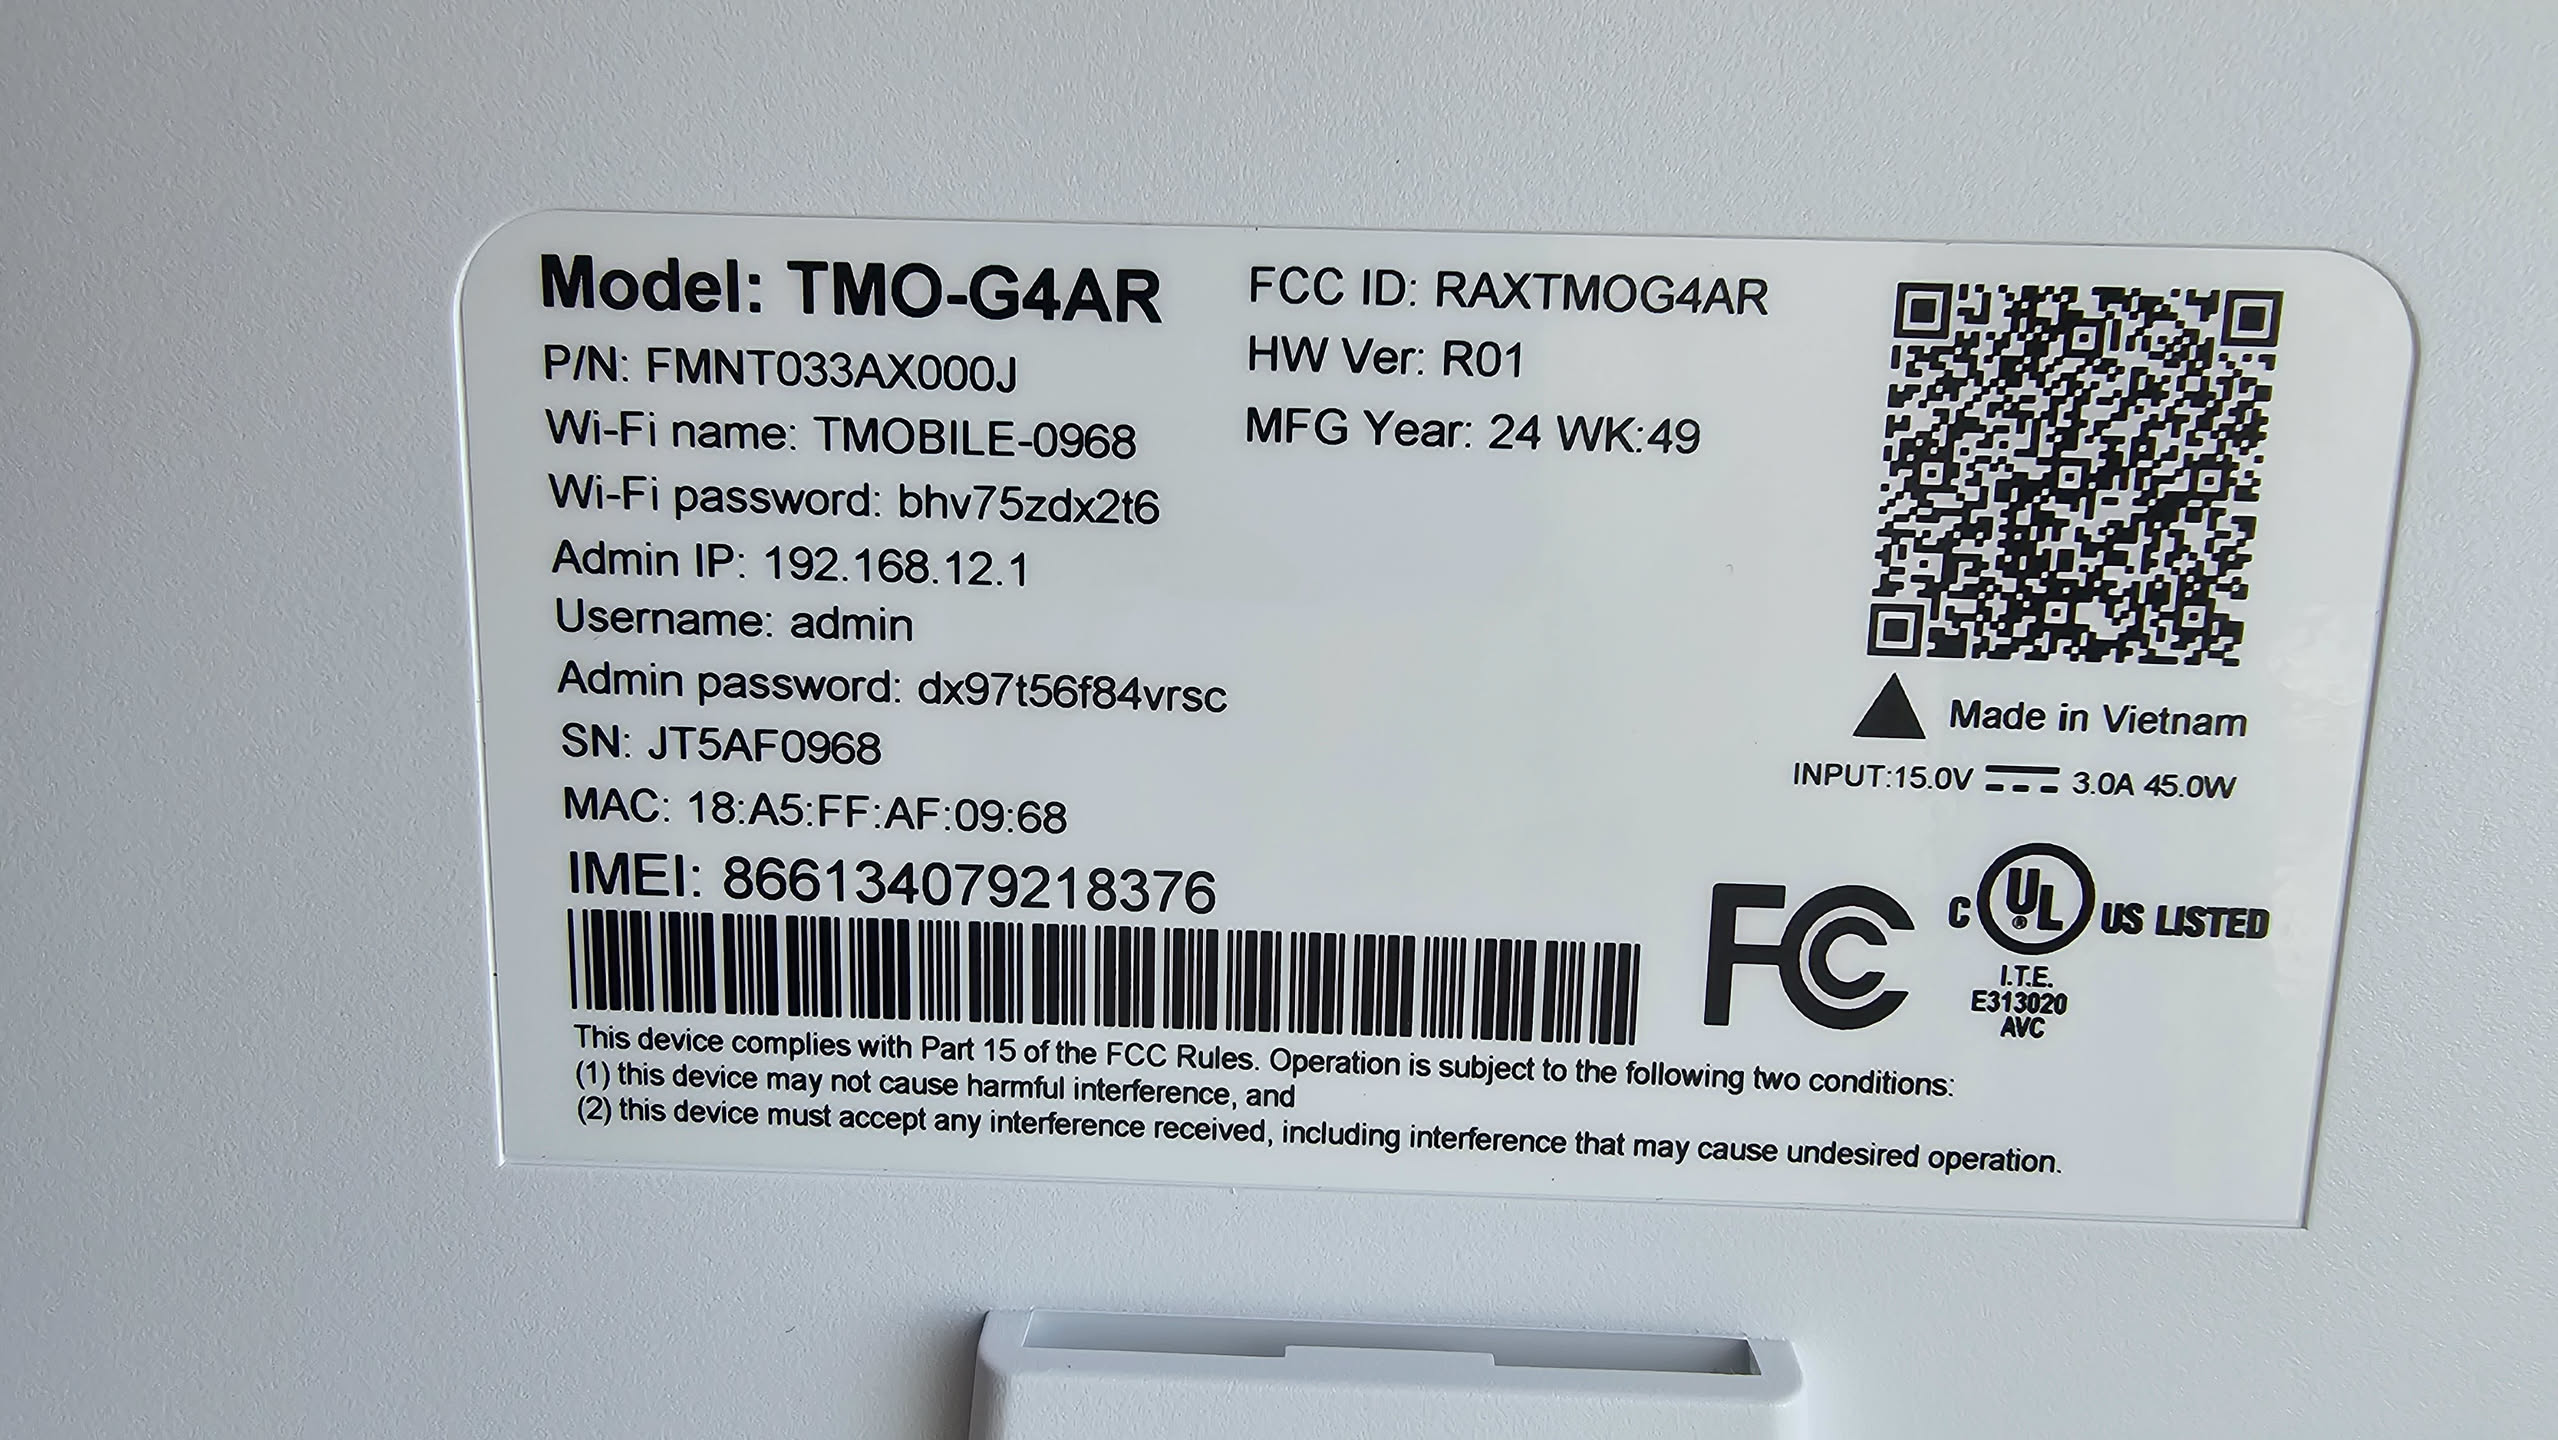 Model: TMO-G4AR
P/N: FMNT033AX000J
Wi-Fi name: TMOBILE-0968
Wi-Fi password: bhv75zdx2t6
Admin IP: 192.168.12.1
Username: admin
Admin password: dx97t56f84vrsc
SN: JT5AF0968
MAC: 18:A5:FF:AF:09:68
IMEI: 866134079218376
FCC ID: RAXTMOG4AR
HW Ver: R01
MFG Year: 24 WK:49
Made in Vietnam
INPUT:15.0V 3.0A 45.0W
FC
C UL® US LISTED
I.T.E.
E313020
AVC
This device complies with Part 15 of the FCC Rules. Operation is subject to the following two conditions:
(1) this device may not cause harmful interference, and
(2) this device must accept any interference received, including interference that may cause undesired operation.